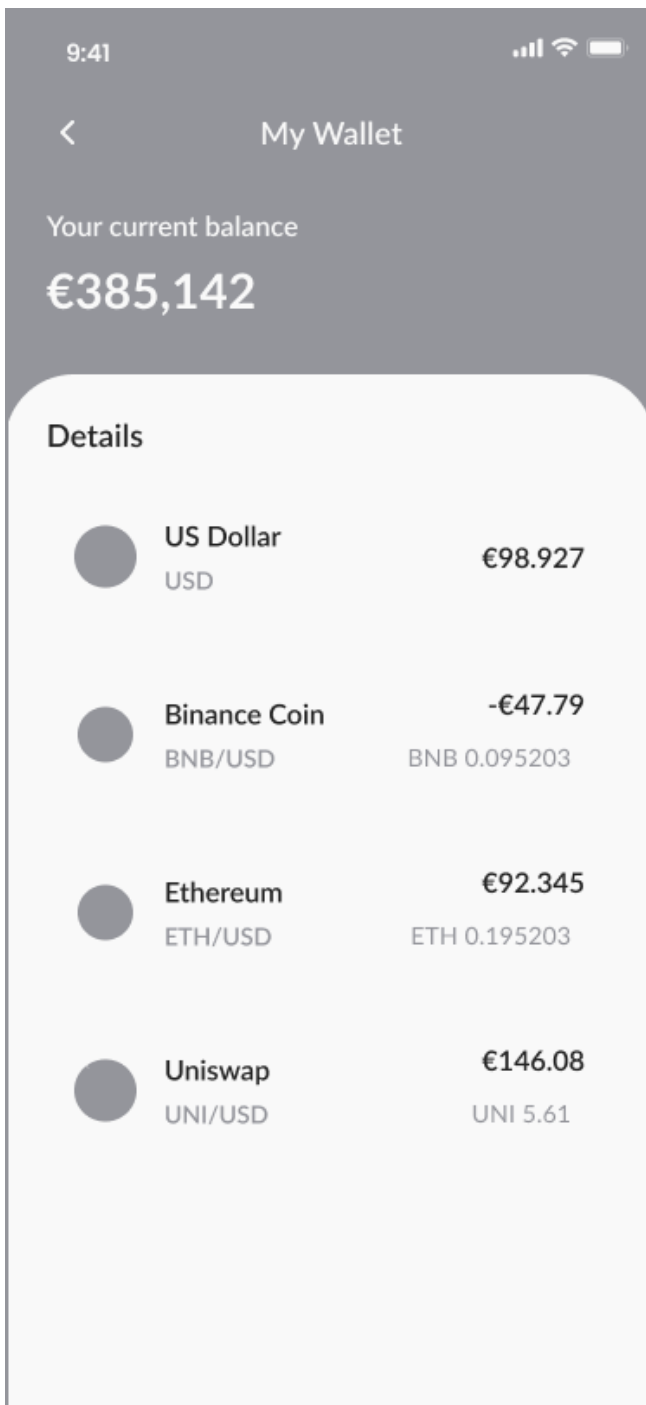 9:41
My Wallet
Your current balance
€385,142
Details
US Dollar
€98.927
USD
Binance Coin
-€47.79
BNB/USD
BNB 0.095203
Ethereum
€92.345
ETH/USD
ETH 0.195203
Uniswap
€146.08
UNI/USD
UNI 5.61